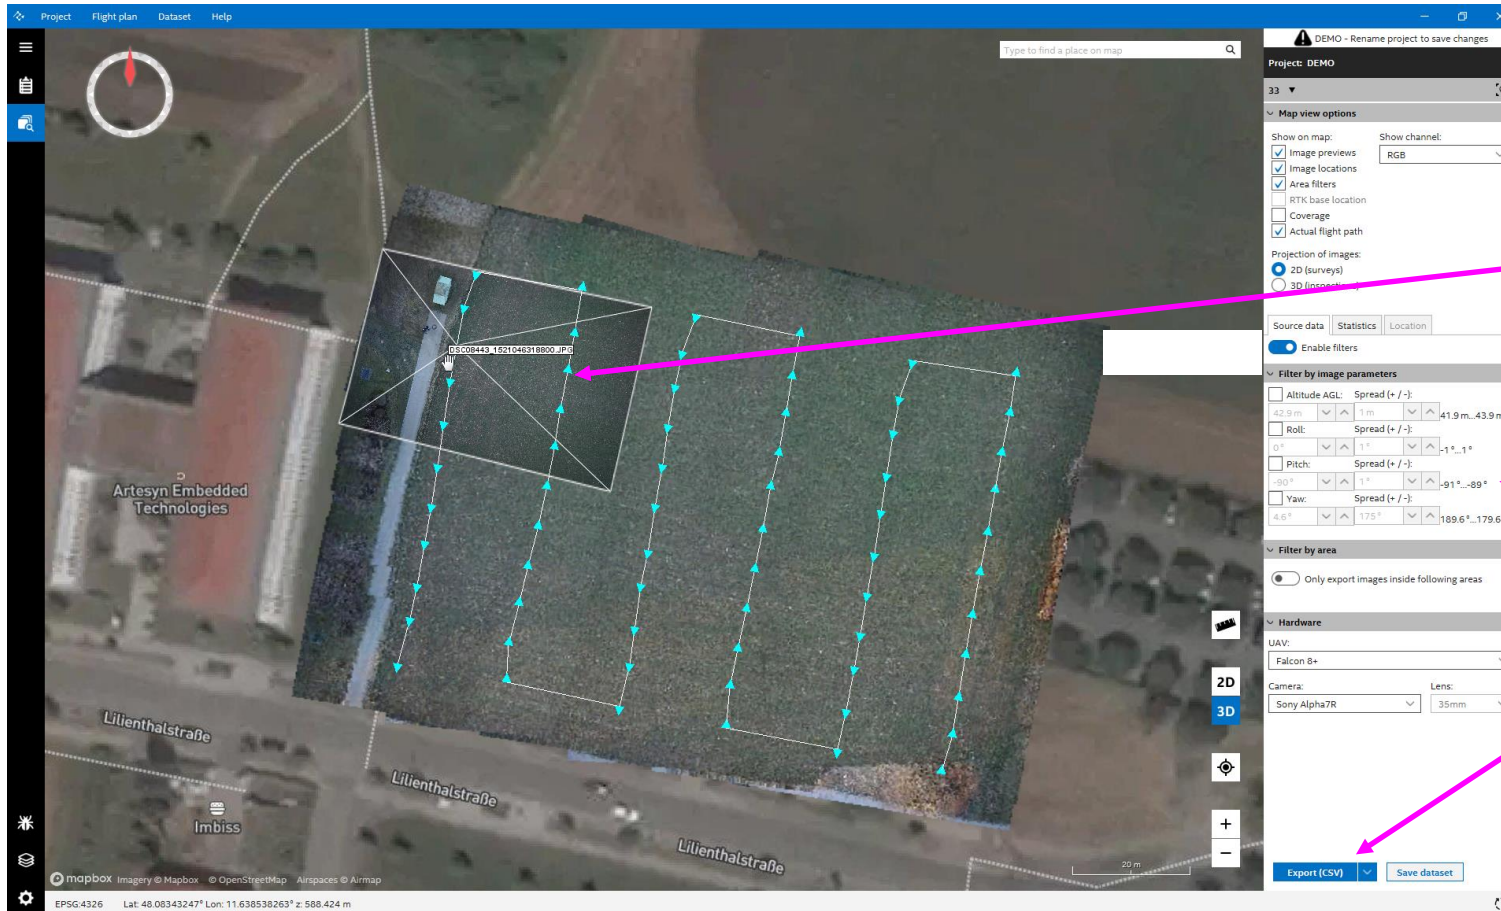 Project Flight plan Dataset Help
Type to find a place on map
DEMO - Rename project to save changes
Project: DEMO
33
Map view options
Show on map: Show channel:
Image previews RGB
Image locations
Area filters
RTK base location
Coverage
Actual flight path
Projection of images:
2D (surveys)
3D (inspections)
Source data Statistics Location
Enable filters
Filter by image parameters
Altitude AGL: Spread (+ / -):
42.9 m 1 m 41.9 m...43.9 m
Roll: Spread (+ / -):
0° 1° -1 °...1 °
Pitch: Spread (+ / -):
-90° 1° -91 °...-89 °
Yaw: Spread (+ / -):
4.6° 175° 189.6°...179.6
Filter by area
Only export images inside following areas
Hardware
UAV:
Falcon 8+
Camera: Lens:
Sony Alpha7R 35mm
Export (CSV) Save dataset
DSC08443_1521046318800.JPG
Artesyn Embedded
Technologies
Lilienthalstraße
Lilienthalstraße
Lilienthalstraße
Imbiss
2D
3D
+
−
20 m
mapbox Imagery © Mapbox © OpenStreetMap Airspaces © Airmap
EPSG:4326 Lat: 48.08343247° Lon: 11.638538263° z: 588.424 m